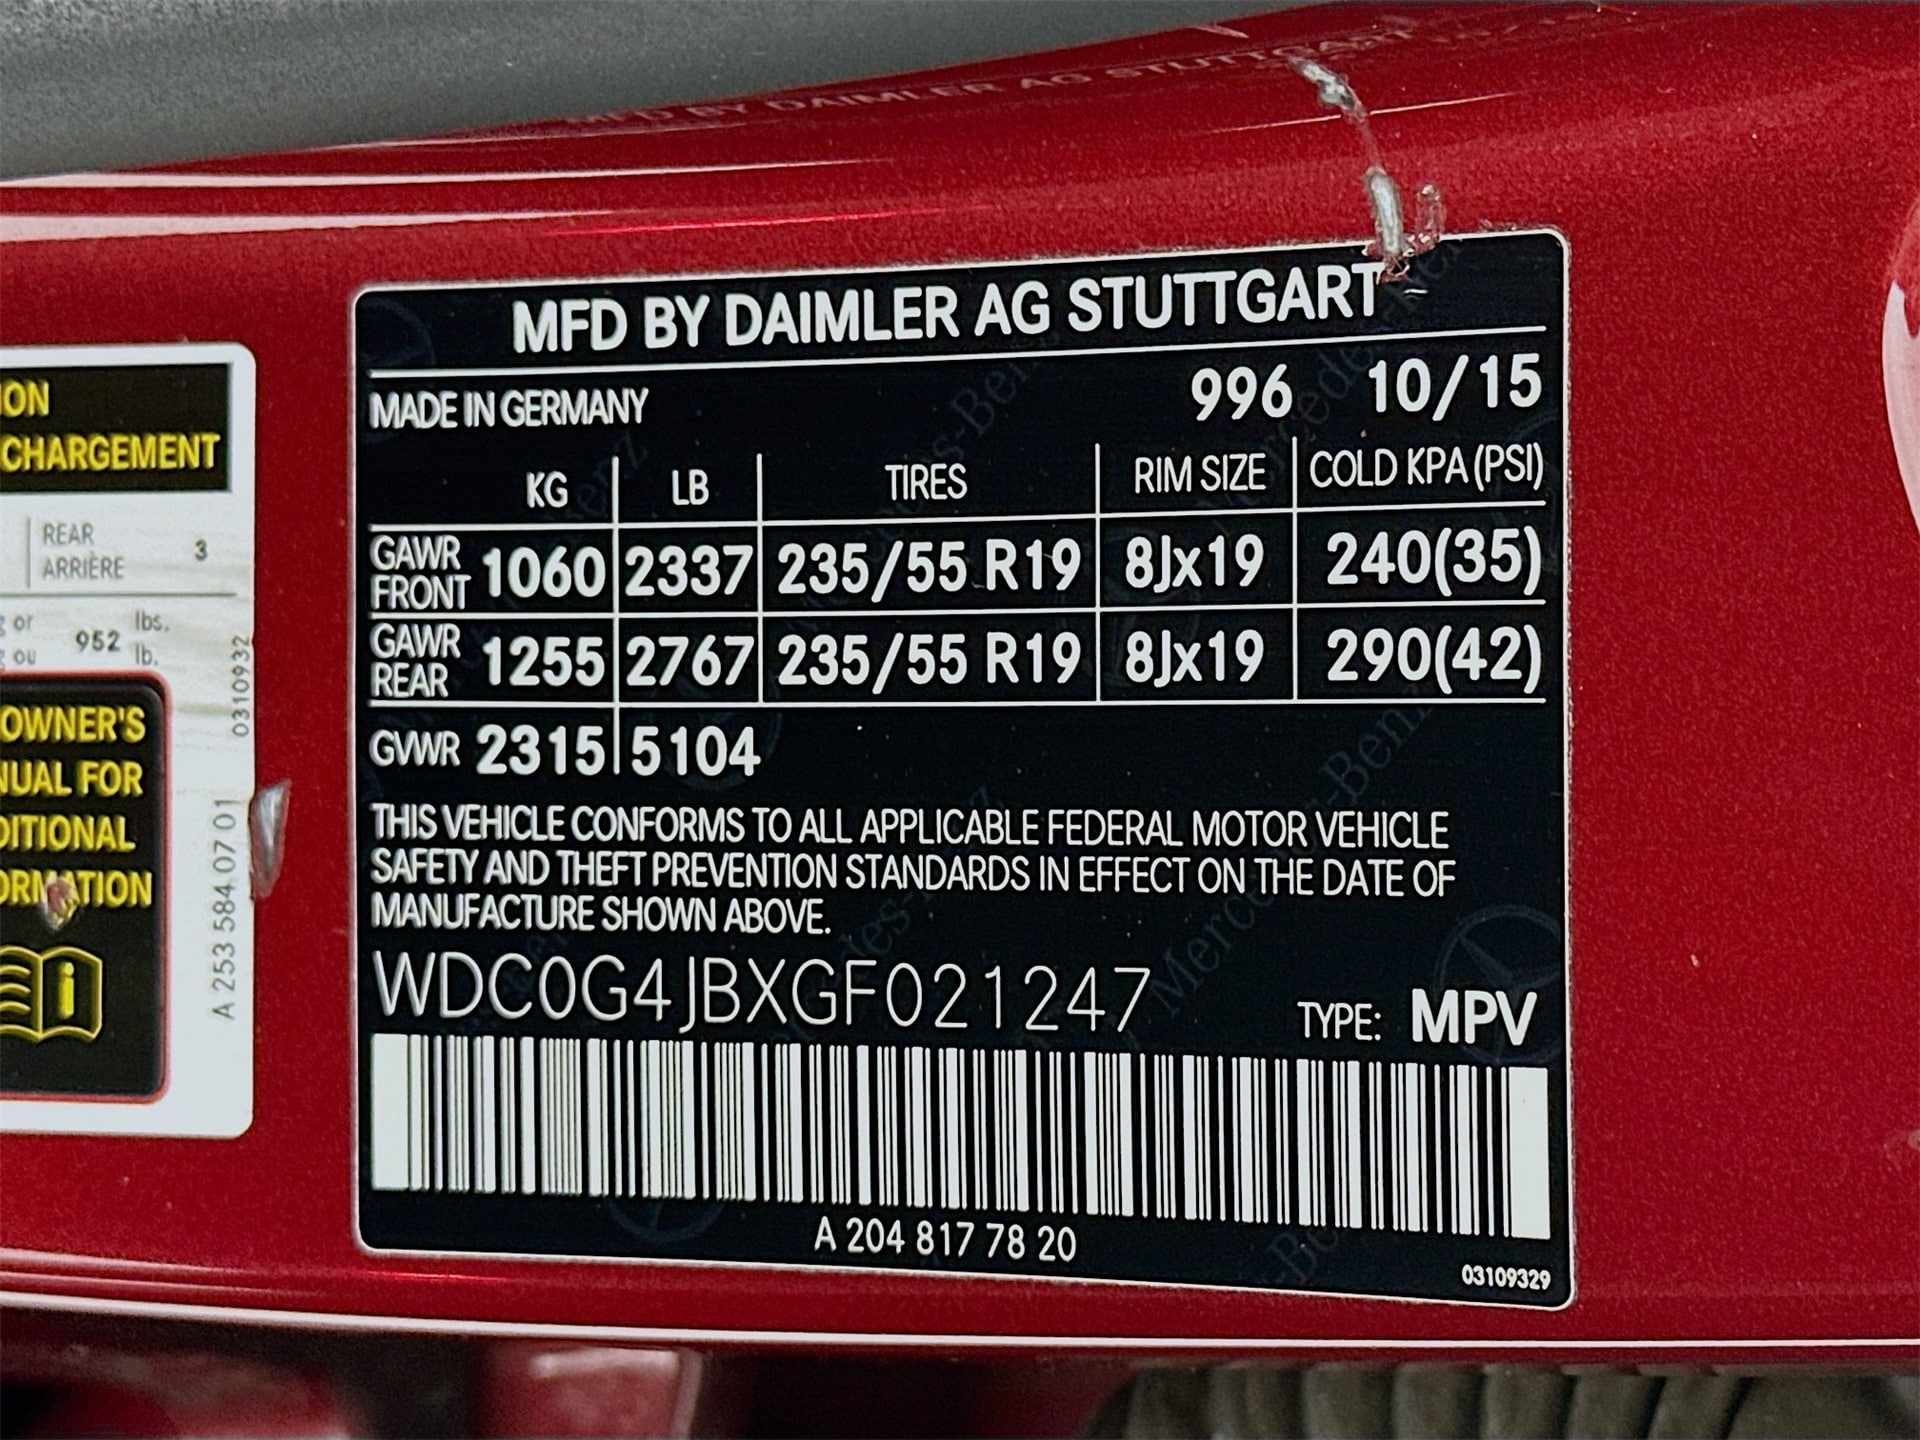 ION
CHARGEMENT
REAR
ARRIÈRE 3
or 952 lbs.
ou lb.
03109932
OWNER'S
NUAL FOR
DITIONAL
ORMATION
A 253 584 07 01
MFD BY DAIMLER AG STUTTGART
MADE IN GERMANY 996 10/15
KG LB TIRES RIM SIZE COLD KPA (PSI)
GAWR FRONT 1060 2337 235/55 R19 8Jx19 240(35)
GAWR REAR 1255 2767 235/55 R19 8Jx19 290(42)
GVWR 2315 5104
THIS VEHICLE CONFORMS TO ALL APPLICABLE FEDERAL MOTOR VEHICLE
SAFETY AND THEFT PREVENTION STANDARDS IN EFFECT ON THE DATE OF
MANUFACTURE SHOWN ABOVE.
WDC0G4JBXGF021247 TYPE: MPV
A 204 817 78 20
03109329